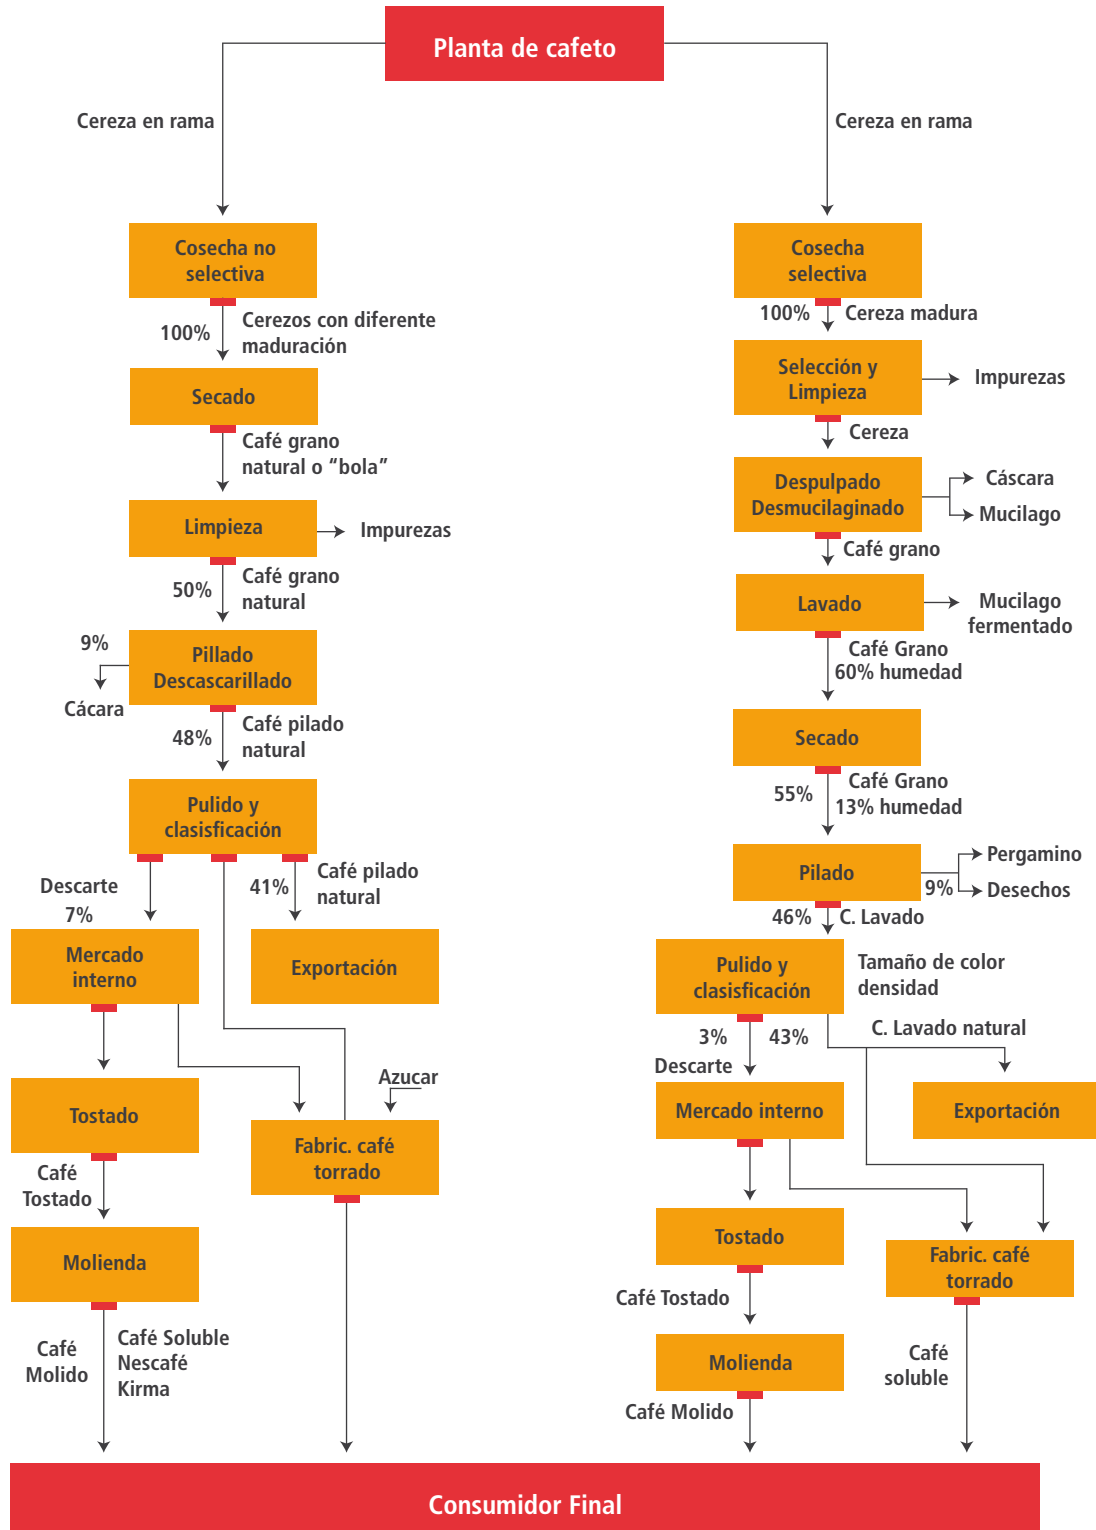 Planta de cafeto
Cereza en rama
Cereza en rama
Cosecha no
selectiva
100%
Cerezos con diferente
maduración
Secado
Café grano
natural o “bola”
Limpieza
Impurezas
50%
Café grano
natural
9%
Pillado
Descascarillado
Cácara
48%
Café pilado
natural
Pulido y
clasisficación
Descarte
7%
41%
Café pilado
natural
Mercado
interno
Exportación
Azucar
Tostado
Fabric. café
torrado
Café
Tostado
Molienda
Café
Molido
Café Soluble
Nescafé
Kirma
Cosecha
selectiva
100%
Cereza madura
Selección y
Limpieza
Impurezas
Cereza
Despulpado
Desmucilaginado
Cáscara
Mucilago
Café grano
Lavado
Mucilago
fermentado
Café Grano
60% humedad
Secado
55%
Café Grano
13% humedad
Pilado
9%
Pergamino
Desechos
46%
C. Lavado
Pulido y
clasisficación
Tamaño de color
densidad
3%
43%
C. Lavado natural
Descarte
Mercado interno
Exportación
Tostado
Fabric. café
torrado
Café Tostado
Molienda
Café
soluble
Café Molido
Consumidor Final